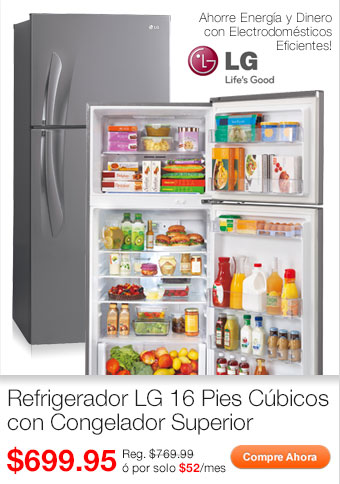 Ahorre Energía y Dinero
con Electrodomésticos
Eficientes!
LG
LG
Life's Good
Refrigerador LG 16 Pies Cúbicos
con Congelador Superior
$699.95
Reg. $769.99
ó por solo $52/mes
Compre Ahora